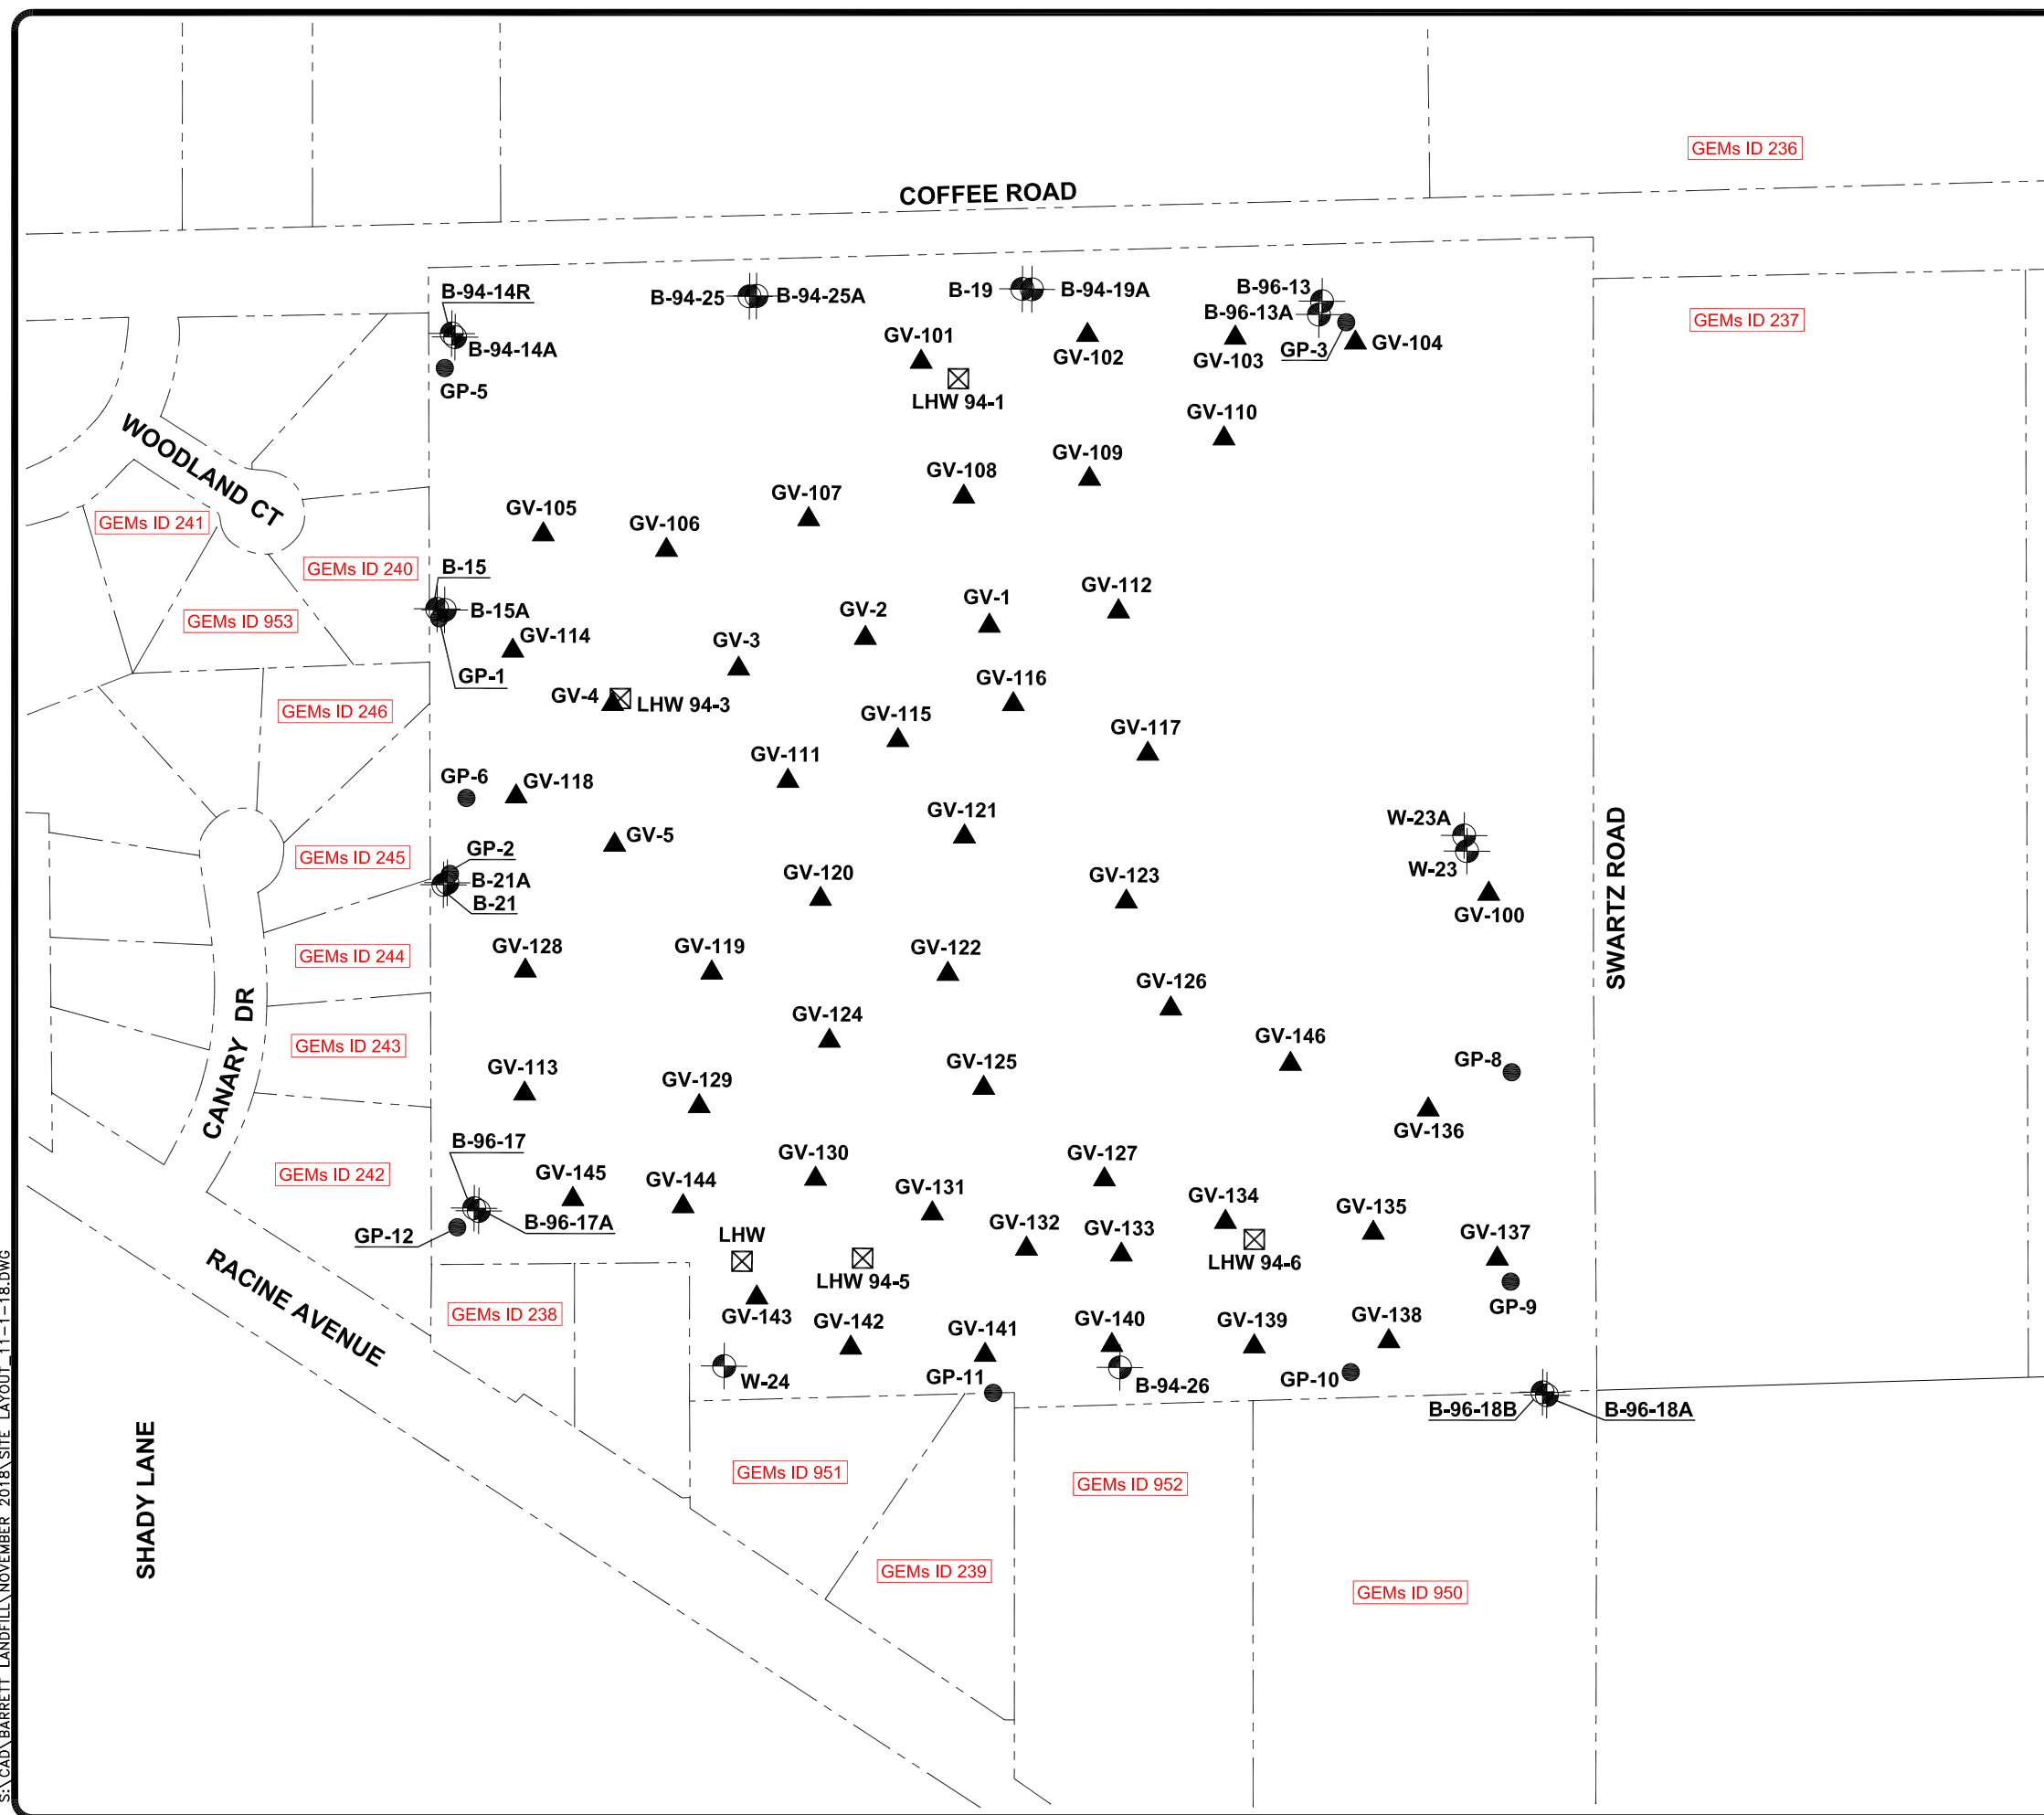 GEMs ID 236
COFFEE ROAD
B-94-14R
B-94-25
B-94-25A
B-19
B-94-19A
B-96-13
B-96-13A
GP-3
GV-104
GEMs ID 237
B-94-14A
GP-5
GV-101
GV-102
GV-103
LHW 94-1
GV-110
WOODLAND CT
GV-109
GV-108
GV-107
GV-105
GV-106
GEMs ID 241
GEMs ID 240
B-15
B-15A
GEMs ID 953
GV-114
GV-2
GV-1
GV-112
GV-3
GP-1
GV-4
LHW 94-3
GV-116
GEMs ID 246
GV-115
GV-117
GV-111
GP-6
GV-118
GV-121
W-23A
GV-5
GEMs ID 245
GP-2
B-21A
B-21
GV-120
GV-123
W-23
GV-100
SWARTZ ROAD
GV-128
GV-119
GV-122
GEMs ID 244
GV-126
CANARY DR
GV-124
GEMs ID 243
GV-146
GP-8
GV-113
GV-129
GV-125
GV-136
B-96-17
GEMs ID 242
GV-145
GV-144
GV-130
GV-131
GV-127
GV-134
GV-135
B-96-17A
GP-12
LHW
GV-132
GV-133
GV-137
LHW 94-5
LHW 94-6
RACINE AVENUE
GEMs ID 238
GV-143
GV-142
GV-141
GV-140
GV-139
GV-138
GP-9
W-24
GP-11
B-94-26
GP-10
B-96-18B
B-96-18A
SHADY LANE
GEMs ID 951
GEMs ID 952
GEMs ID 239
GEMs ID 950
S:\CAD\BARRETT LANDFILL\NOVEMBER 2018\SITE LAYOUT_11-1-18.DWG